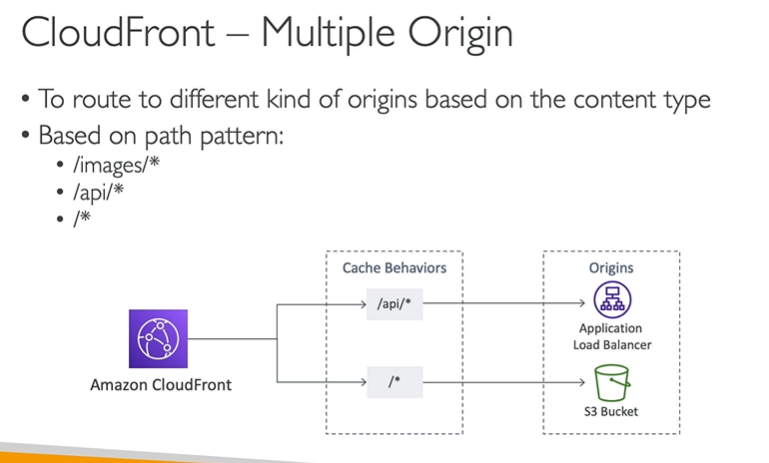 CloudFront – Multiple Origin
• To route to different kind of origins based on the content type
• Based on path pattern:
• /images/*
• /api/*
• /*
Cache Behaviors
Origins
/api/*
Application
Load Balancer
Amazon CloudFront
/*
S3 Bucket